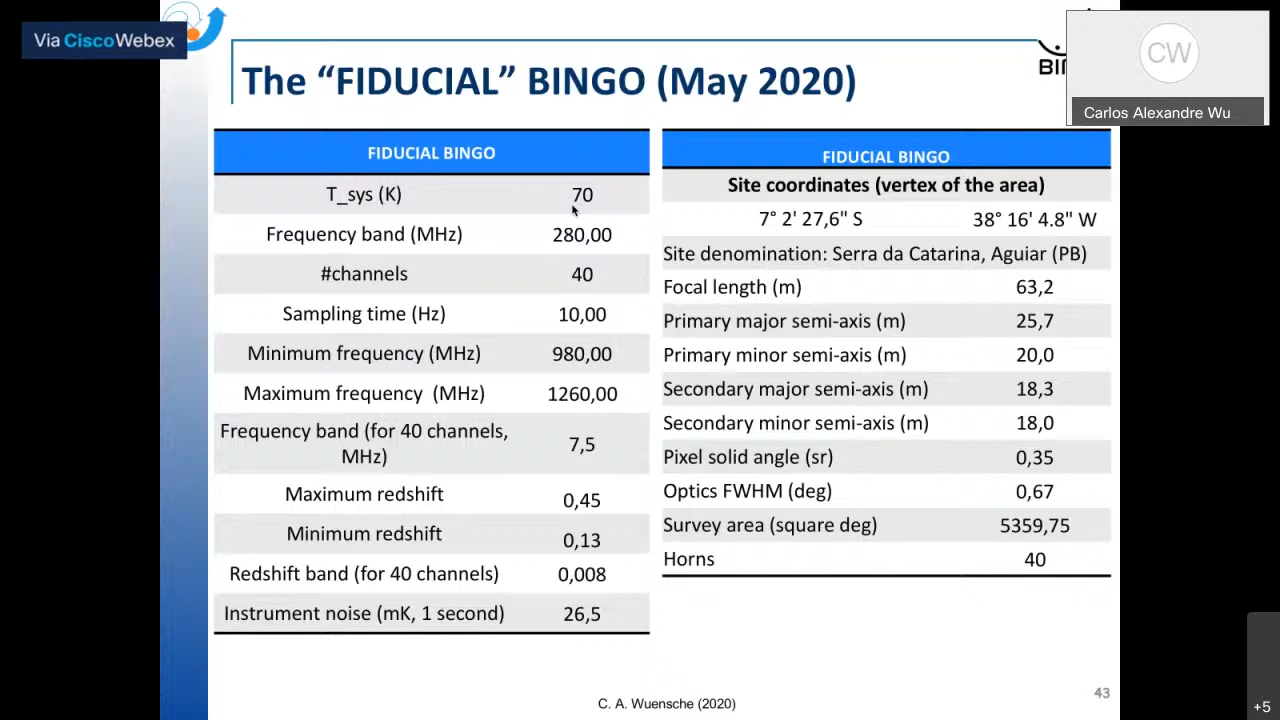 Via CiscoWebex
The “FIDUCIAL” BINGO (May 2020)
CW
Carlos Alexandre Wu
FIDUCIAL BINGO
T_sys (K) 70
Frequency band (MHz) 280,00
#channels 40
Sampling time (Hz) 10,00
Minimum frequency (MHz) 980,00
Maximum frequency (MHz) 1260,00
Frequency band (for 40 channels,
MHz) 7,5
Maximum redshift 0,45
Minimum redshift 0,13
Redshift band (for 40 channels) 0,008
Instrument noise (mK, 1 second) 26,5
FIDUCIAL BINGO
Site coordinates (vertex of the area)
7° 2' 27,6" S 38° 16' 4.8" W
Site denomination: Serra da Catarina, Aguiar (PB)
Focal length (m) 63,2
Primary major semi-axis (m) 25,7
Primary minor semi-axis (m) 20,0
Secondary major semi-axis (m) 18,3
Secondary minor semi-axis (m) 18,0
Pixel solid angle (sr) 0,35
Optics FWHM (deg) 0,67
Survey area (square deg) 5359,75
Horns 40
C. A. Wuensche (2020)
43
+5